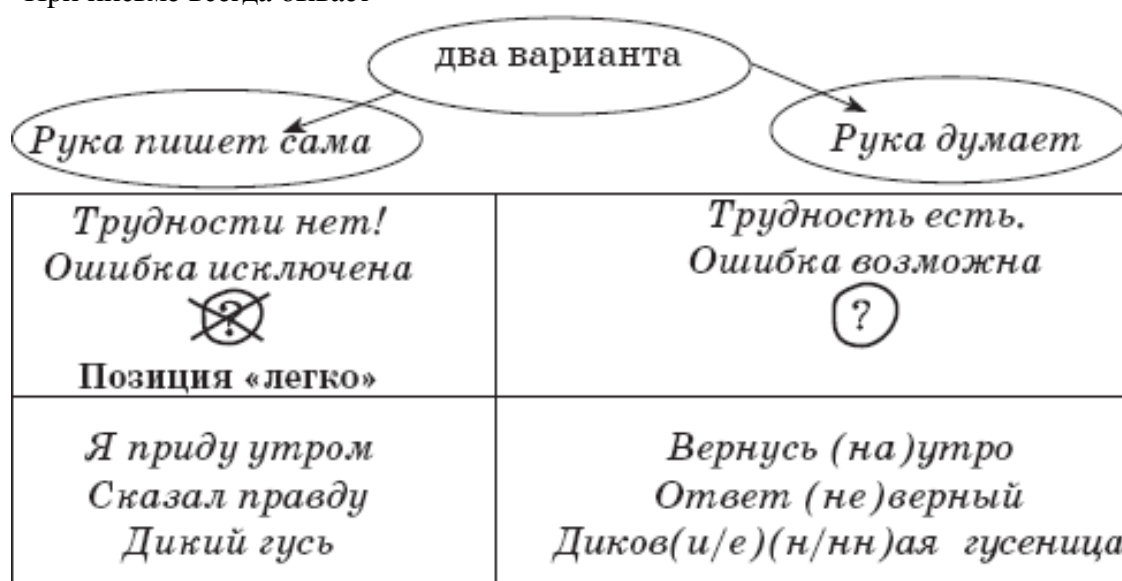 два варианта
Рука пишет сама
Рука думает
Трудности нет!
Ошибка исключена
?
Позиция «легко»
Трудность есть.
Ошибка возможна
?
Я приду утром
Сказал правду
Дикий гусь
Вернусь (на)утро
Ответ (не)верный
Диков(и/е)(н/нн)ая гусеница